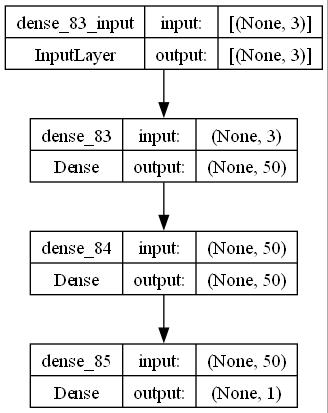 dense_83_input input: [(None, 3)]
InputLayer output: [(None, 3)]
dense_83 input: (None, 3)
Dense output: (None, 50)
dense_84 input: (None, 50)
Dense output: (None, 50)
dense_85 input: (None, 50)
Dense output: (None, 1)